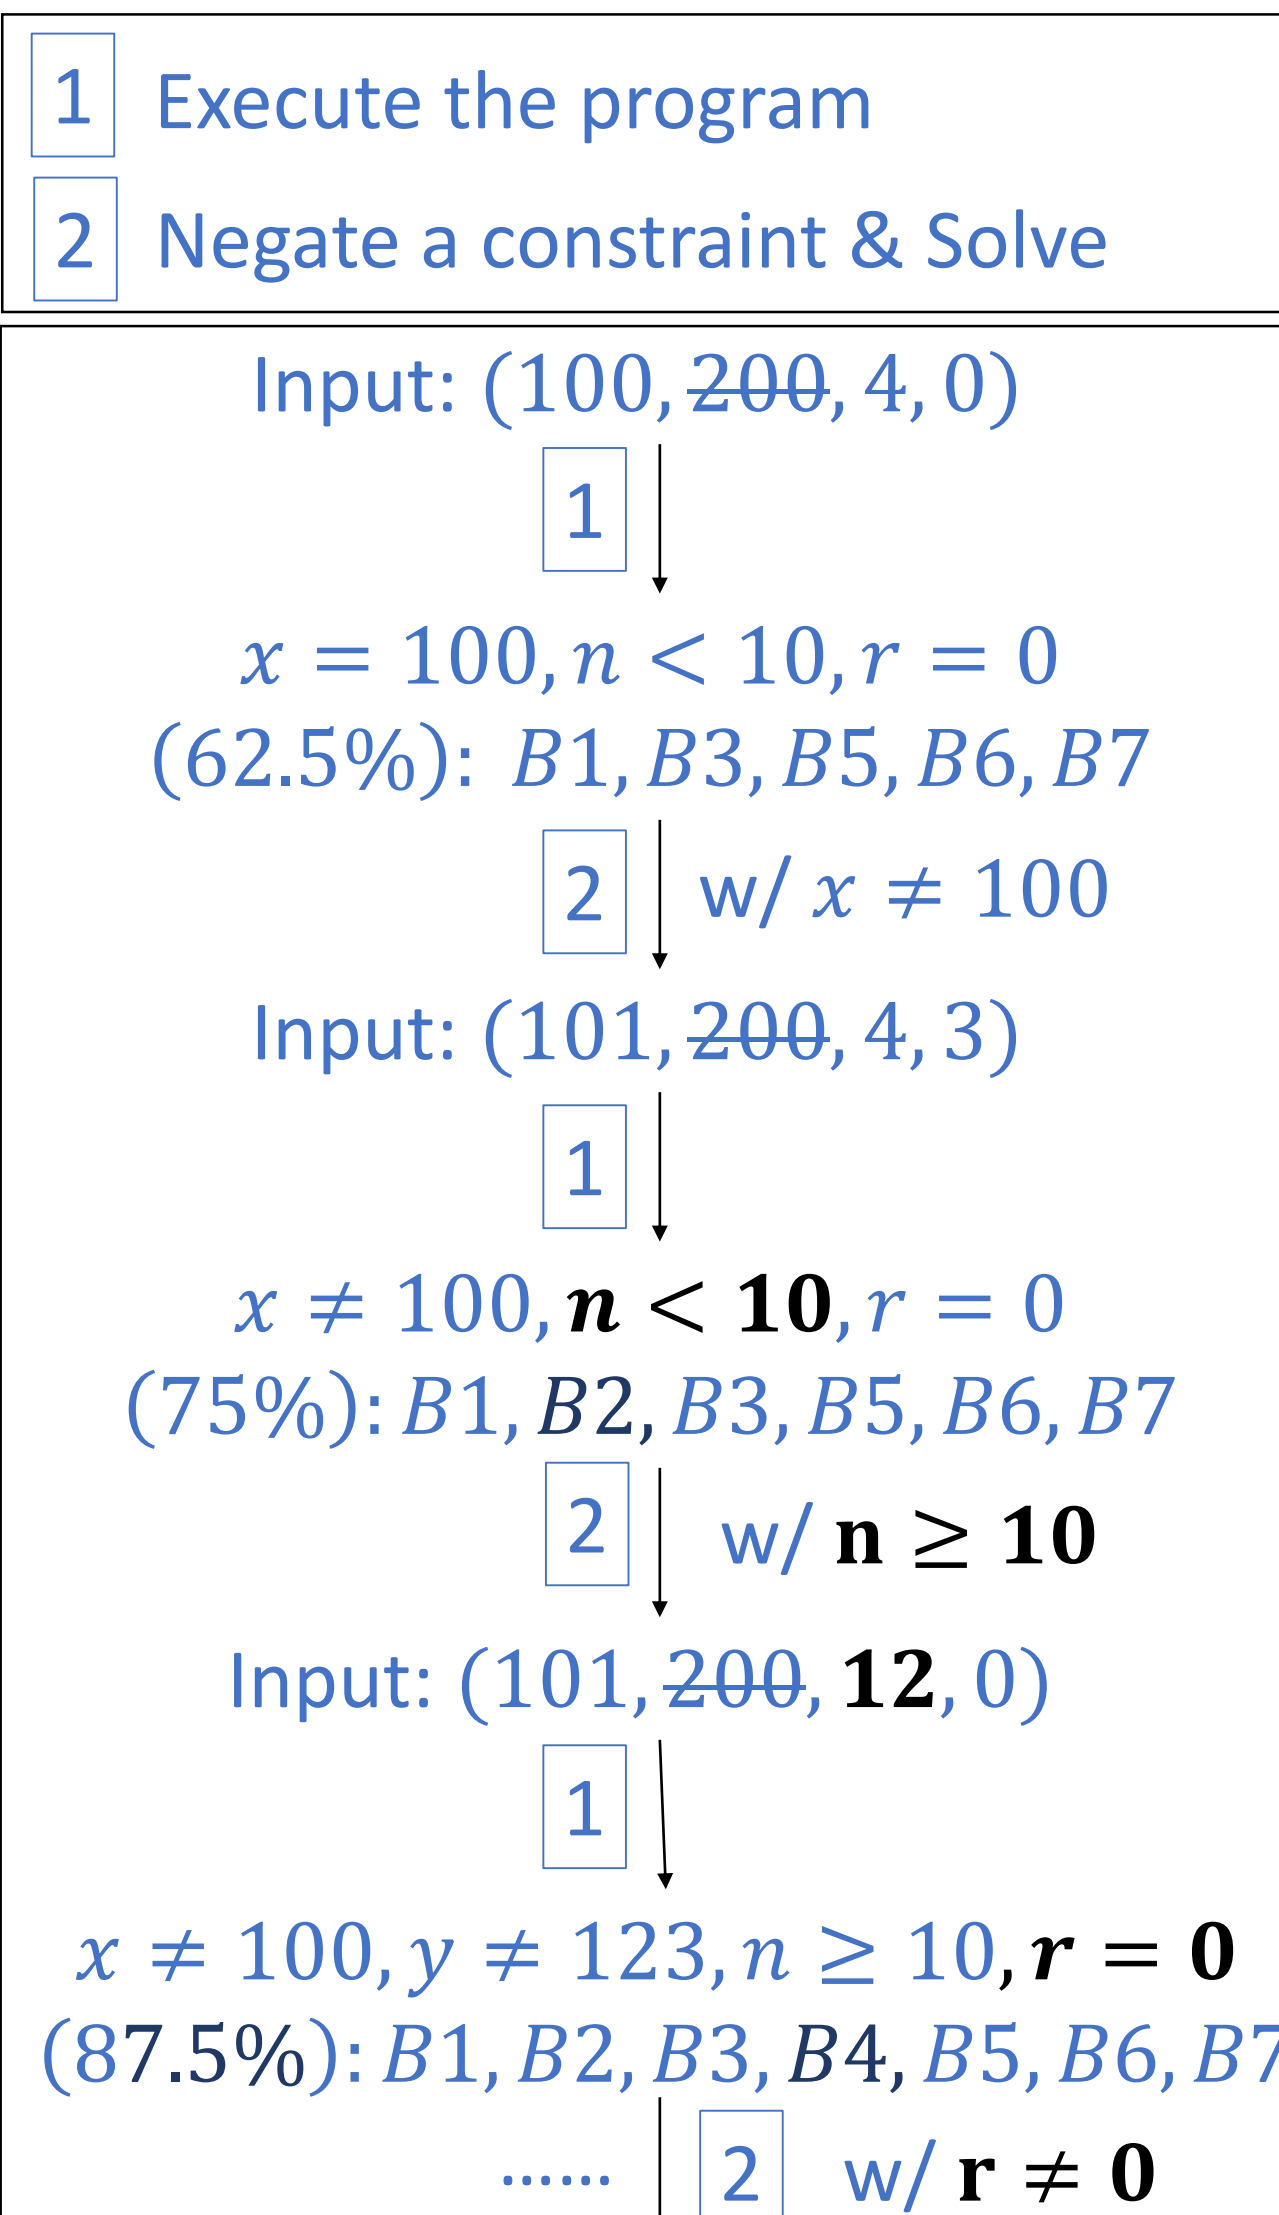 1 Execute the program
2 Negate a constraint & Solve
Input: (100, 200, 4, 0)
1
x = 100, n < 10, r = 0
(62.5%): B1, B3, B5, B6, B7
2 w/ x ≠ 100
Input: (101, 200, 4, 3)
1
x ≠ 100, n < 10, r = 0
(75%): B1, B2, B3, B5, B6, B7
2 w/ n ≥ 10
Input: (101, 200, 12, 0)
1
x ≠ 100, y ≠ 123, n ≥ 10, r = 0
(87.5%): B1, B2, B3, B4, B5, B6, B7
...... 2 w/ r ≠ 0